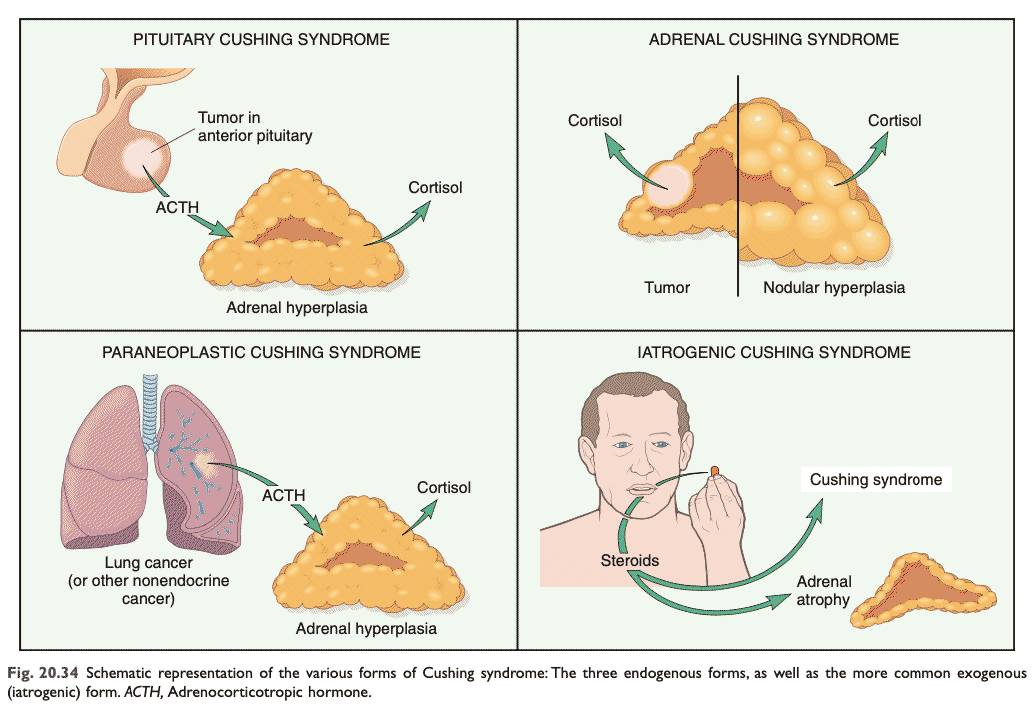 PITUITARY CUSHING SYNDROME
Tumor in
anterior pituitary
ACTH
Cortisol
Adrenal hyperplasia
ADRENAL CUSHING SYNDROME
Cortisol
Cortisol
Tumor
Nodular hyperplasia
PARANEOPLASTIC CUSHING SYNDROME
ACTH
Cortisol
Lung cancer
(or other nonendocrine
cancer)
Adrenal hyperplasia
IATROGENIC CUSHING SYNDROME
Cushing syndrome
Steroids
Adrenal
atrophy
Fig. 20.34 Schematic representation of the various forms of Cushing syndrome: The three endogenous forms, as well as the more common exogenous
(iatrogenic) form. ACTH, Adrenocorticotropic hormone.